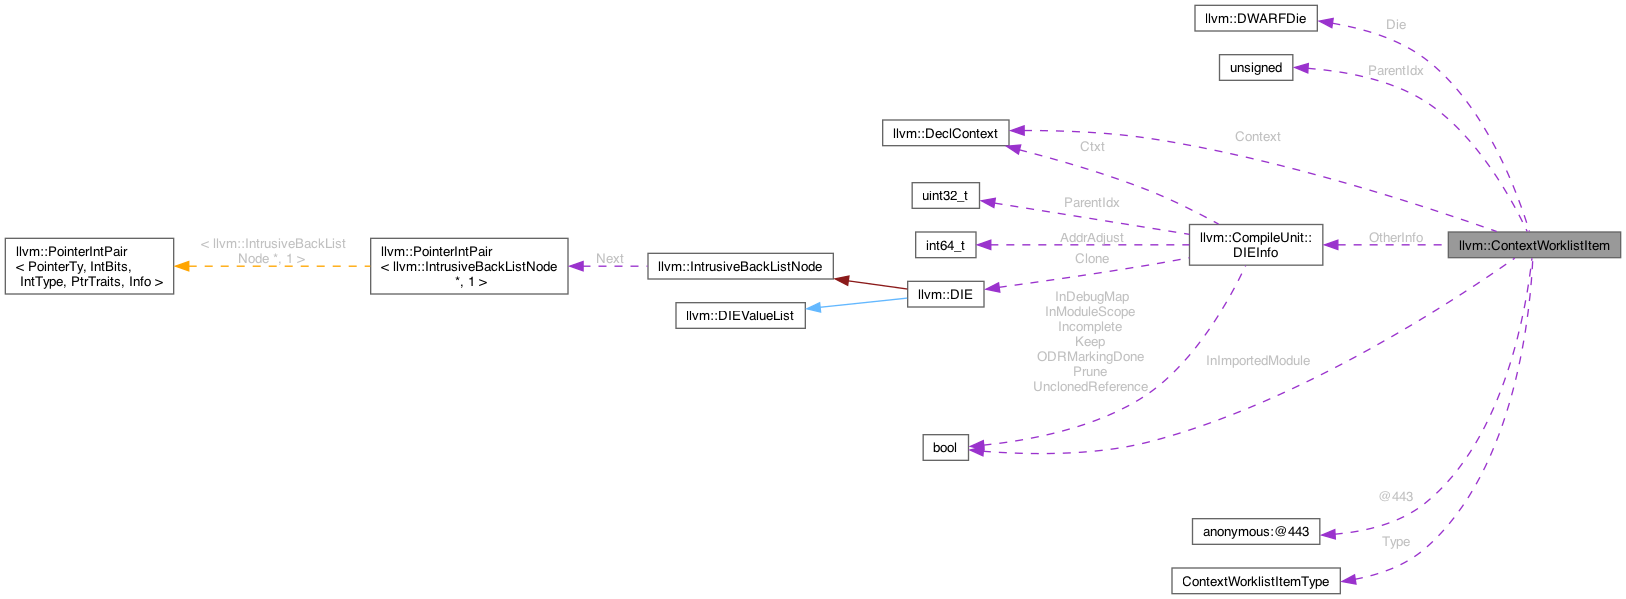 llvm::DWARFDie
Die
unsigned
ParentIdx
llvm::DeclContext
Context
Ctxt
uint32_t
ParentIdx
int64_t
AddrAdjust
llvm::CompileUnit::
DIEInfo
OtherInfo
llvm::ContextWorklistItem
Clone
llvm::PointerIntPair
< PointerTy, IntBits,
IntType, PtrTraits, Info >
< llvm::IntrusiveBackList
Node *, 1 >
llvm::PointerIntPair
< llvm::IntrusiveBackListNode
*, 1 >
Next
llvm::IntrusiveBackListNode
llvm::DIE
llvm::DIEValueList
InDebugMap
InModuleScope
Incomplete
Keep
ODRMarkingDone
Prune
UnclonedReference
InImportedModule
bool
@443
anonymous:@443
Type
ContextWorklistItemType